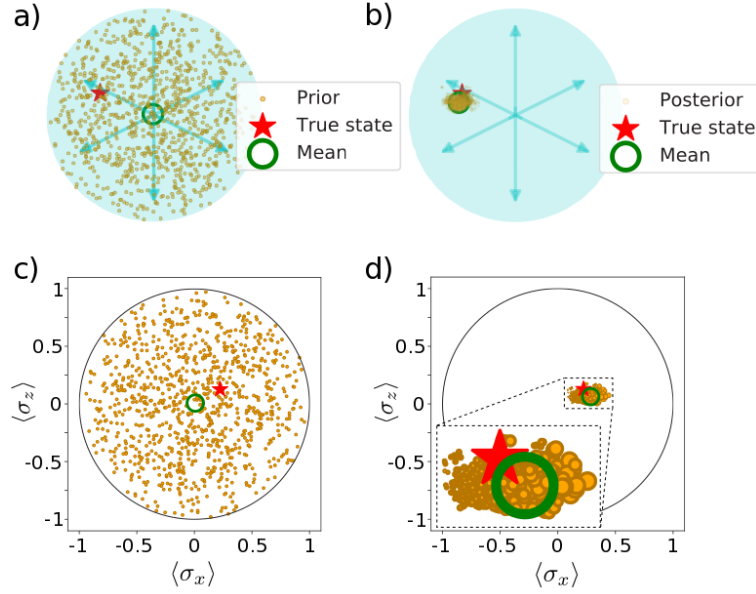 a)
Prior
True state
Mean
b)
Posterior
True state
Mean
c)
1
0.5
0
-0.5
-1
⟨σz⟩
-1 -0.5 0 0.5 1
⟨σx⟩
d)
1
0.5
0
-0.5
-1
⟨σz⟩
-1 -0.5 0 0.5 1
⟨σx⟩